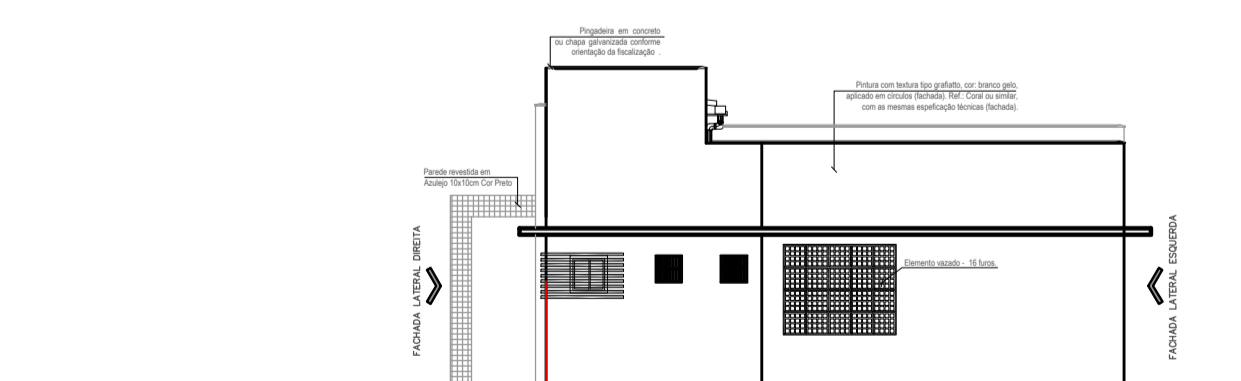 Pingadeira em concreto
ou chapa galvanizada conforme
orientação da fiscalização .
Pintura com textura tipo grafiatto, cor: branco gelo,
aplicado em círculos (fachada). Ref.: Coral ou similar,
com as mesmas espeficação técnicas (fachada).
Parede revestida em
Azulejo 10x10cm Cor Preto
FACHADA LATERAL DIREITA
Elemento vazado - 16 furos,
FACHADA LATERAL ESQUERDA